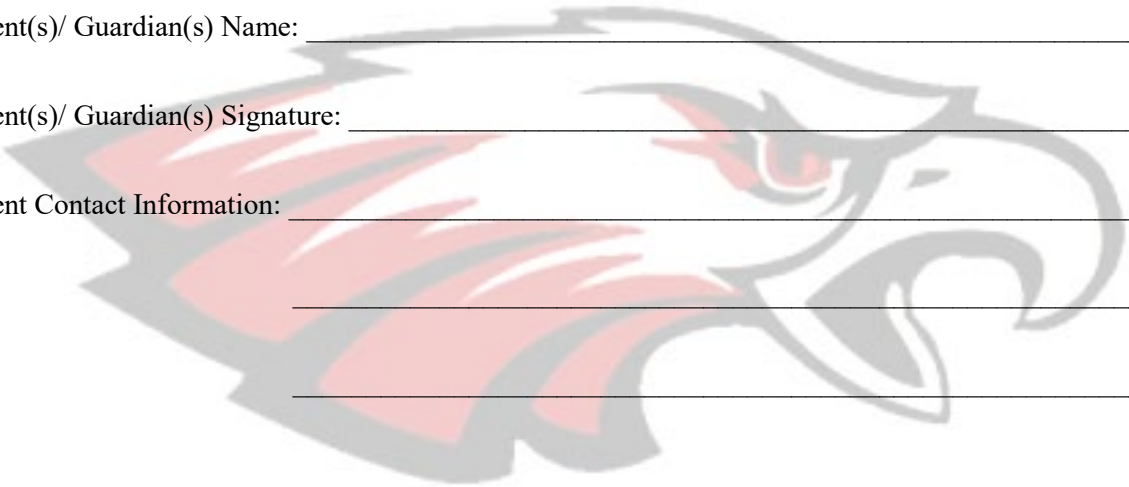 ent(s)/ Guardian(s) Name:
ent(s)/ Guardian(s) Signature:
ent Contact Information: